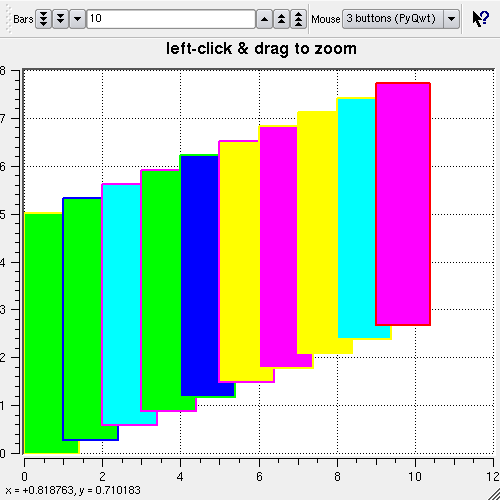 Bars 10 Mouse 3 buttons (PyQwt) ?
left-click & drag to zoom
8
7
6
5
4
3
2
1
0
0 2 4 6 8 10 12
x = +0.818763, y = 0.710183